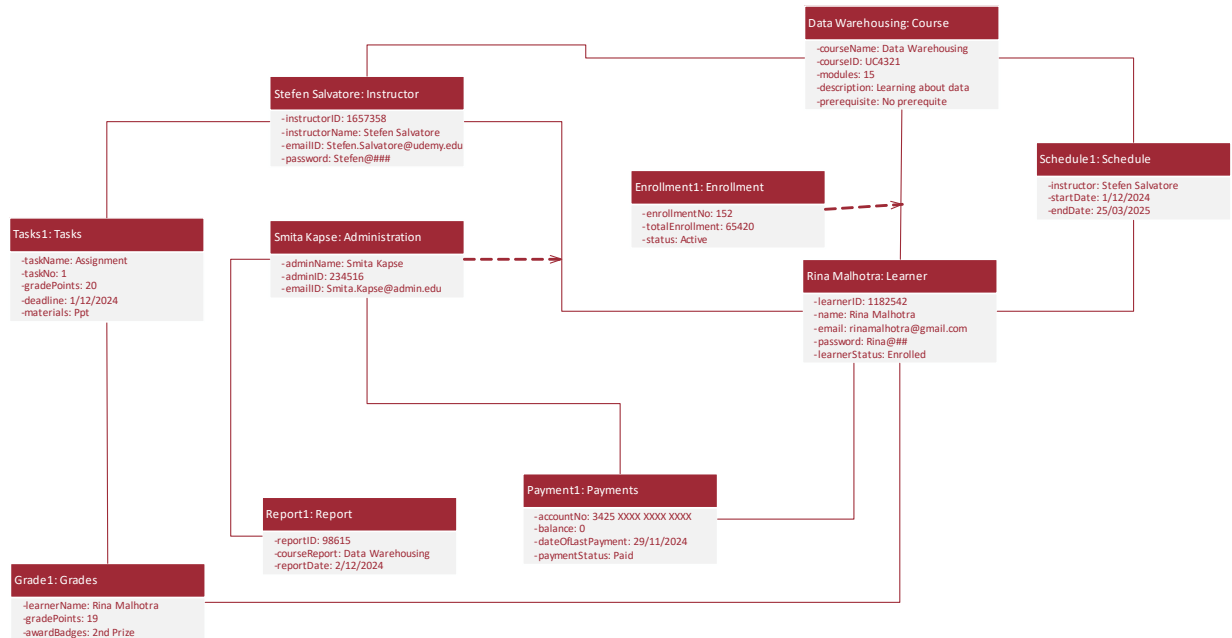 Data Warehousing: Course
-courseName: Data Warehousing
-courseID: UC4321
-modules: 15
-description: Learning about data
-prerequisite: No prerequite
Stefen Salvatore: Instructor
-instructorID: 1657358
-instructorName: Stefen Salvatore
-emailID: Stefen.Salvatore@udemy.edu
-password: Stefen@###
Schedule1: Schedule
-instructor: Stefen Salvatore
-startDate: 1/12/2024
-endDate: 25/03/2025
Enrollment1: Enrollment
-enrollmentNo: 152
-totalEnrollment: 65420
-status: Active
Tasks1: Tasks
-taskName: Assignment
-taskNo: 1
-gradePoints: 20
-deadline: 1/12/2024
-materials: Ppt
Smita Kapse: Administration
-adminName: Smita Kapse
-adminID: 234516
-emailID: Smita.Kapse@admin.edu
Rina Malhotra: Learner
-learnerID: 1182542
-name: Rina Malhotra
-email: rinamalhotra@gmail.com
-password: Rina@##
-learnerStatus: Enrolled
Payment1: Payments
-accountNo: 3425 XXXX XXXX XXXX
-balance: 0
-dateOfLastPayment: 29/11/2024
-paymentStatus: Paid
Report1: Report
-reportID: 98615
-courseReport: Data Warehousing
-reportDate: 2/12/2024
Grade1: Grades
-learnerName: Rina Malhotra
-gradePoints: 19
-awardBadges: 2nd Prize